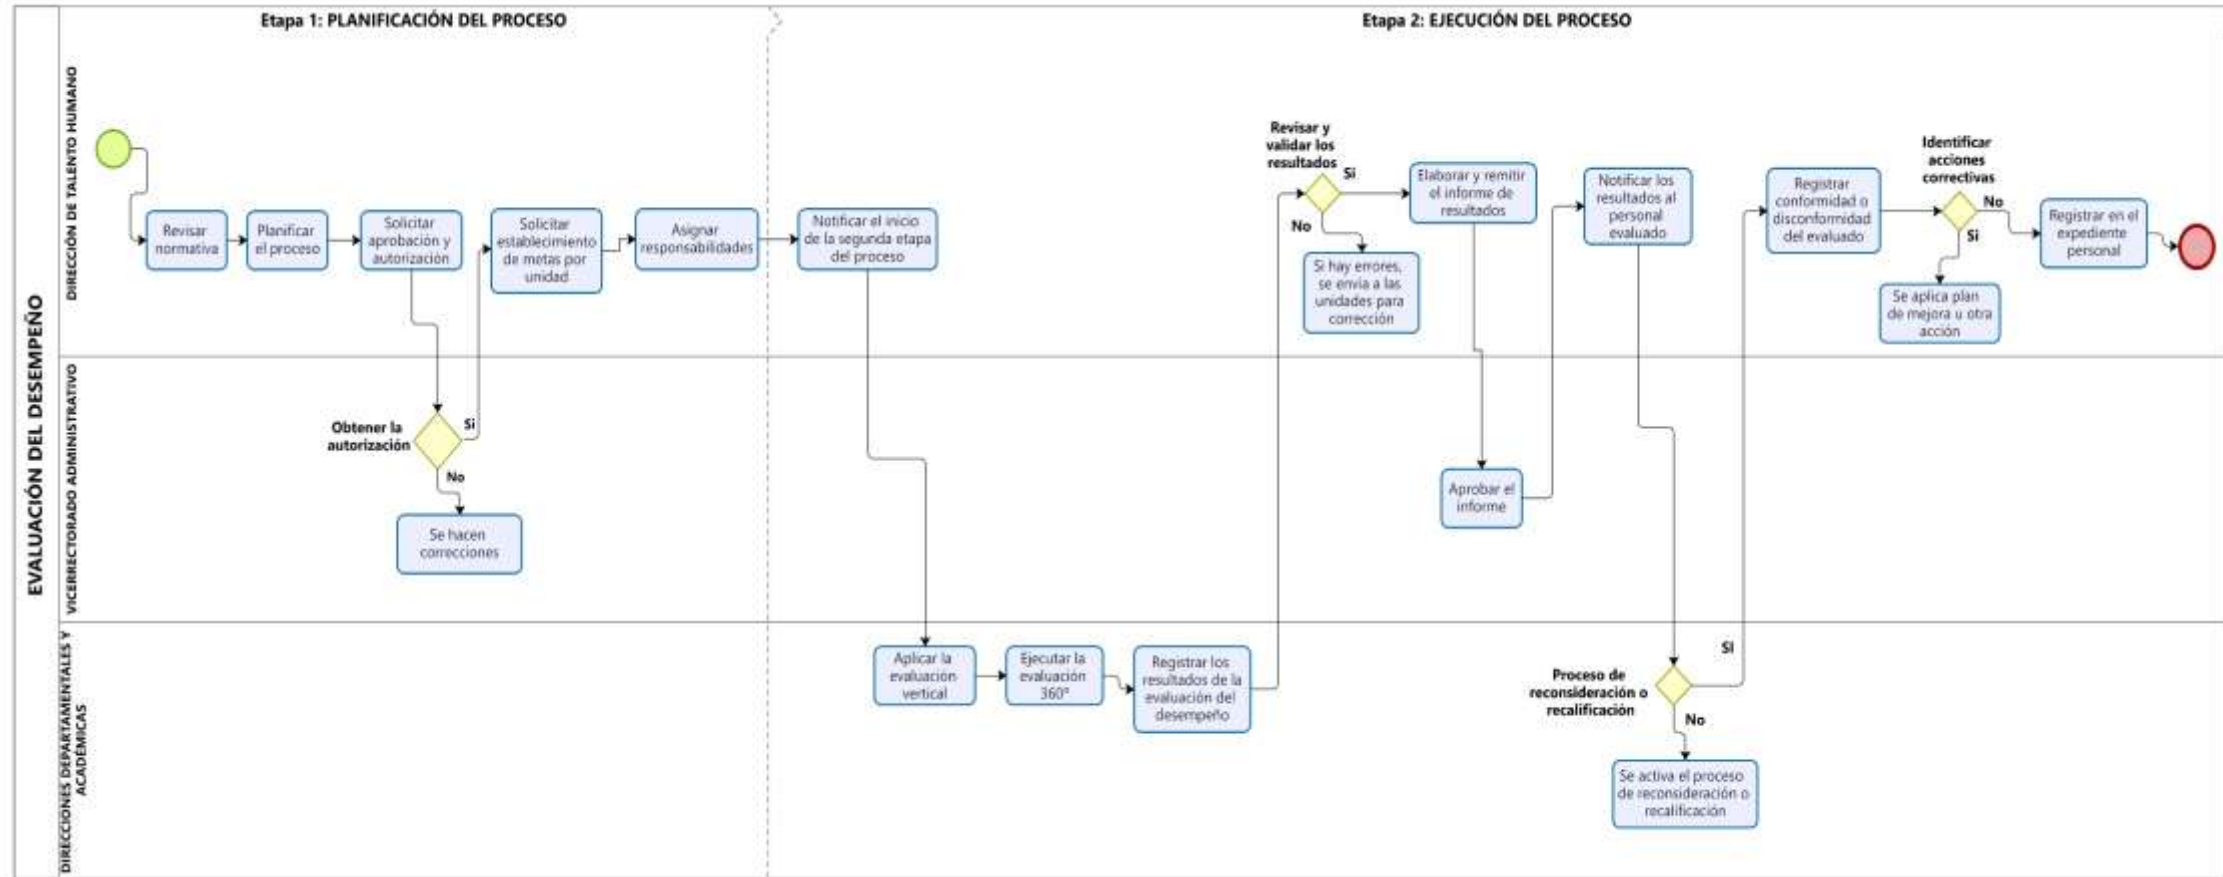 Etapa 1: PLANIFICACIÓN DEL PROCESO
Etapa 2: EJECUCIÓN DEL PROCESO
EVALUACIÓN DEL DESEMPEÑO
DIRECCIÓN DE TALENTO HUMANO
Revisar
normativa
Planificar
el proceso
Solicitar
aprobación y
autorización
Solicitar
establecimiento
de metas por
unidad
Asignar
responsabilidades
Notificar el inicio
de la segunda etapa
del proceso
Revisar y
validar los
resultados
Si
No
Si hay errores,
se envia a las
unidades para
corrección
Elaborar y remitir
el informe de
resultados
Notificar los
resultados al
personal
evaluado
Registrar
conformidad o
disconformidad
del evaluado
Identificar
acciones
correctivas
No
Si
Se aplica plan
de mejora u otra
acción
Registrar en el
expediente
personal
VICERRECTORADO ADMINISTRATIVO
Obtener la
autorización
Si
No
Se hacen
correcciones
Aprobar el
informe
DIRECCIONES DEPARTAMENTALES Y
ACADÉMICAS
Aplicar la
evaluación
vertical
Ejecutar la
evaluación
360°
Registrar los
resultados de la
evaluación del
desempeño
Proceso de
reconsideración o
recalificación
SI
No
Se activa el proceso
de reconsideración o
recalificación